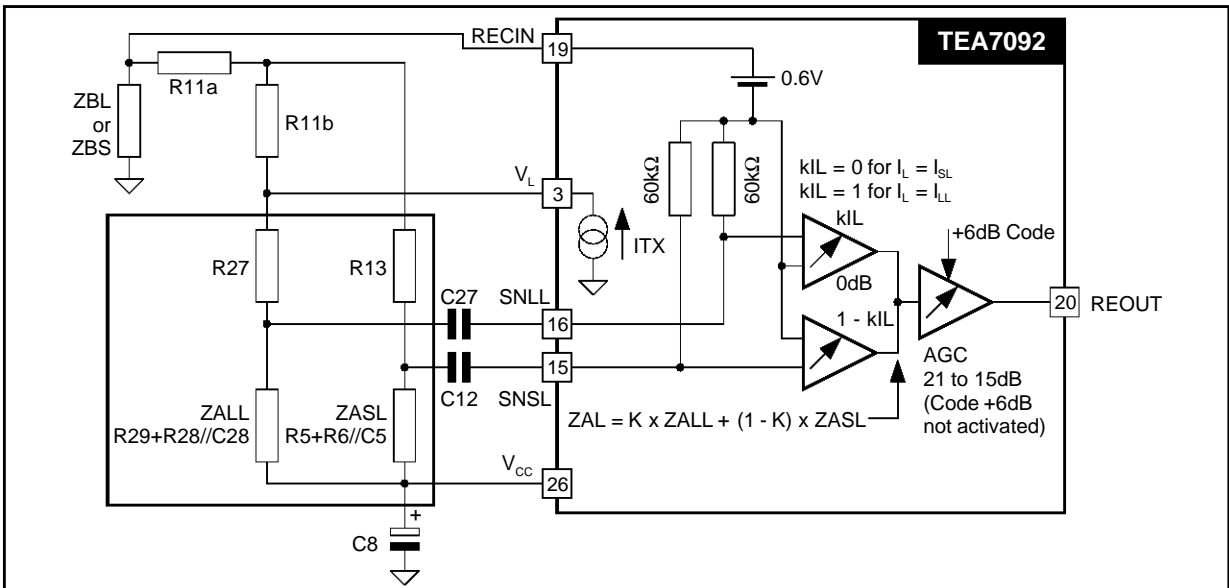 TEA7092
RECIN
19
0.6V
R11a
ZBL
or
ZBS
R11b
60kΩ
60kΩ
kIL = 0 for I_L = I_SL
kIL = 1 for I_L = I_LL
V_L
3
ITX
kIL
0dB
+6dB Code
R27
R13
C27
SNLL
16
1 - kIL
20
REOUT
C12
SNSL
15
AGC
21 to 15dB
(Code +6dB
not activated)
ZALL
R29+R28//C28
ZASL
R5+R6//C5
ZAL = K x ZALL + (1 - K) x ZASL
V_CC
26
+
C8